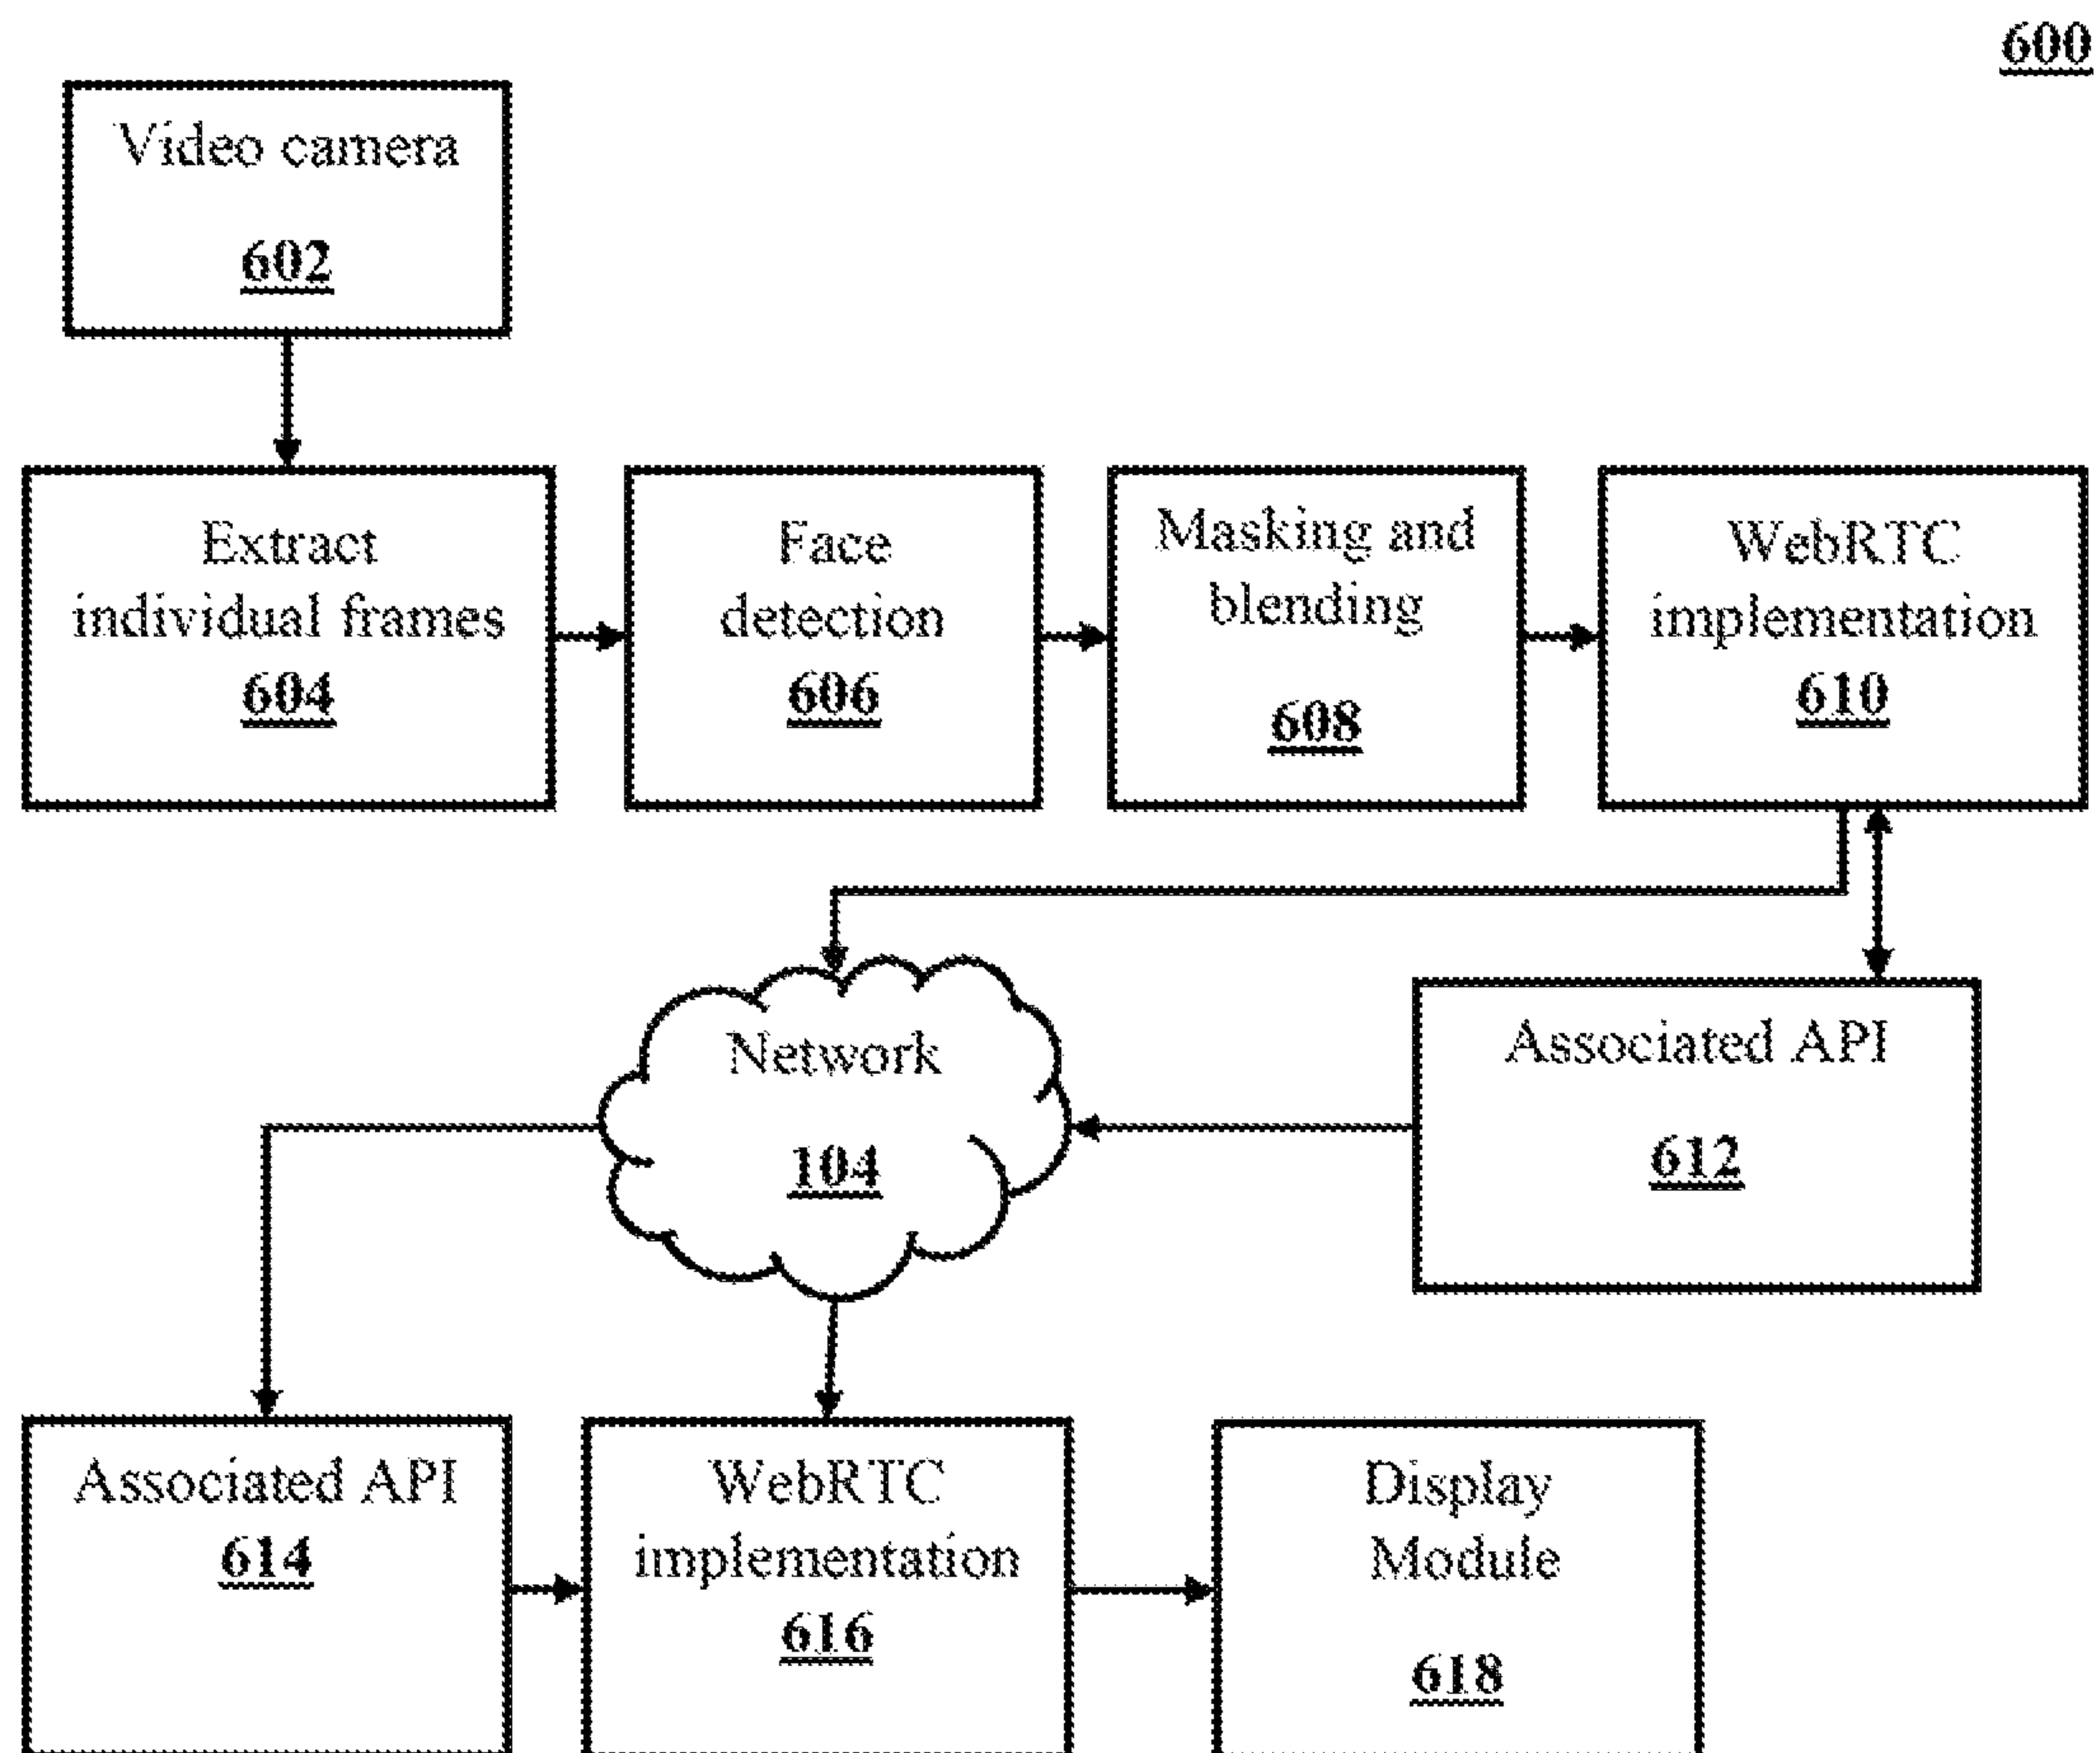 600
Video camera
602
Extract
individual frames
604
Face
detection
606
Masking and
blending
608
WebRTC
implementation
610
Network
104
Associated API
612
Associated API
614
WebRTC
implementation
616
Display
Module
618